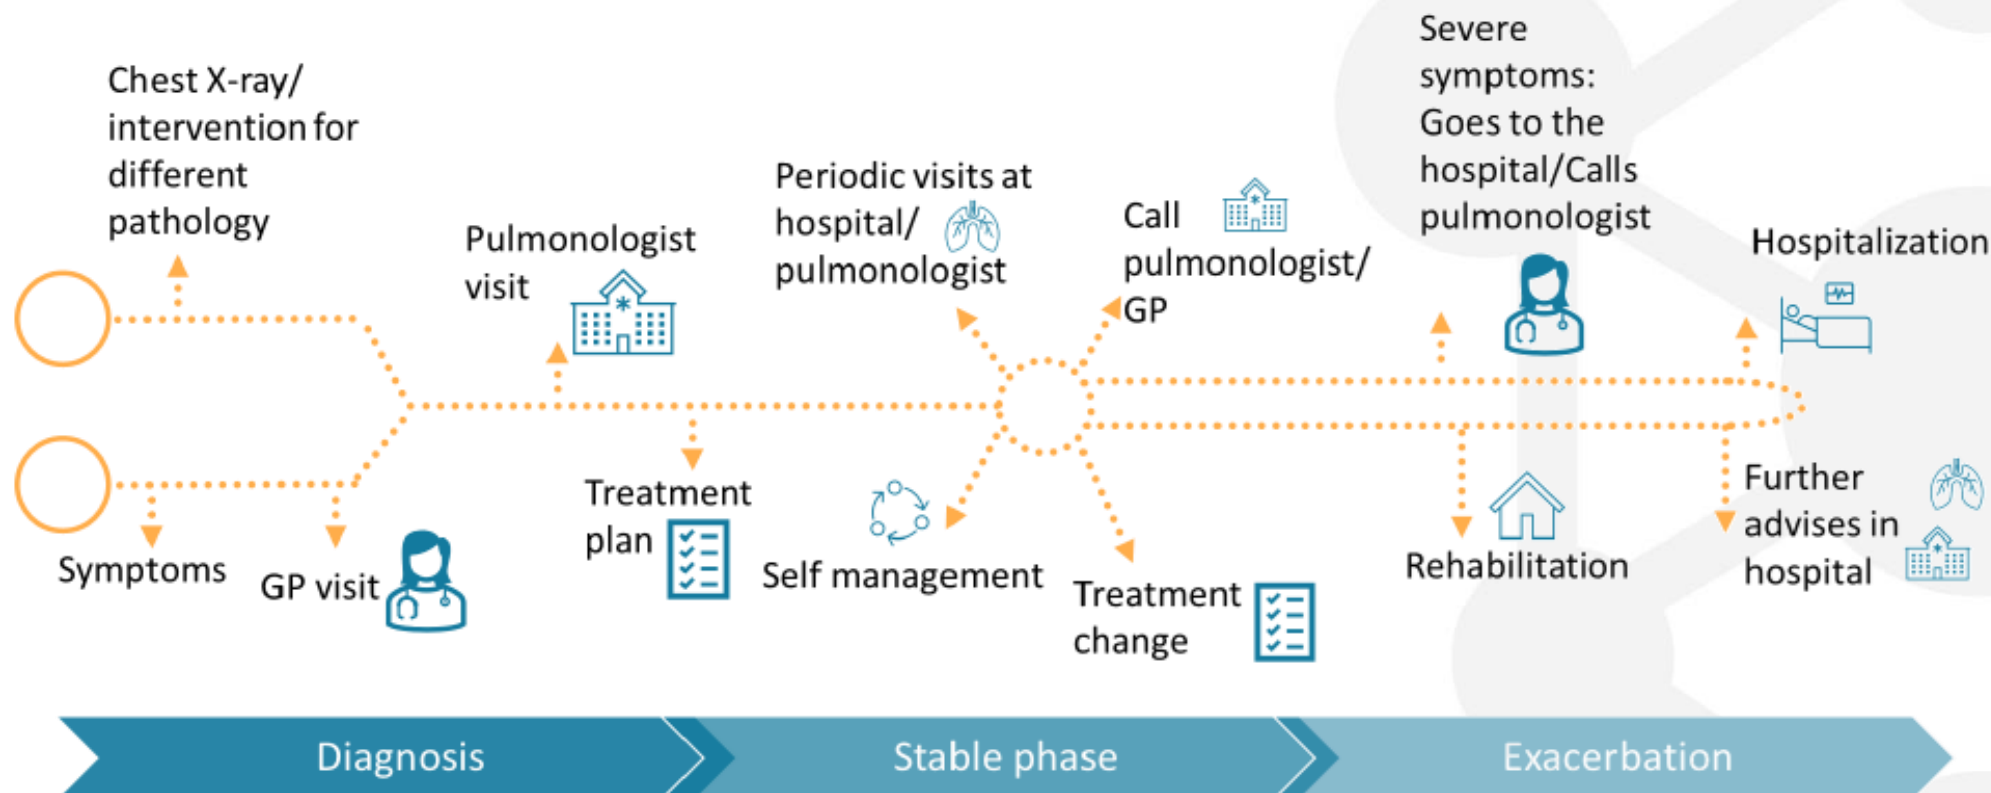 Chest X-ray/
intervention for
different
pathology
Pulmonologist
visit
Periodic visits at
hospital/
pulmonologist
Call
pulmonologist/
GP
Severe
symptoms:
Goes to the
hospital/Calls
pulmonologist
Hospitalization
Symptoms
GP visit
Treatment
plan
Self management
Treatment
change
Rehabilitation
Further
advises in
hospital
Diagnosis
Stable phase
Exacerbation